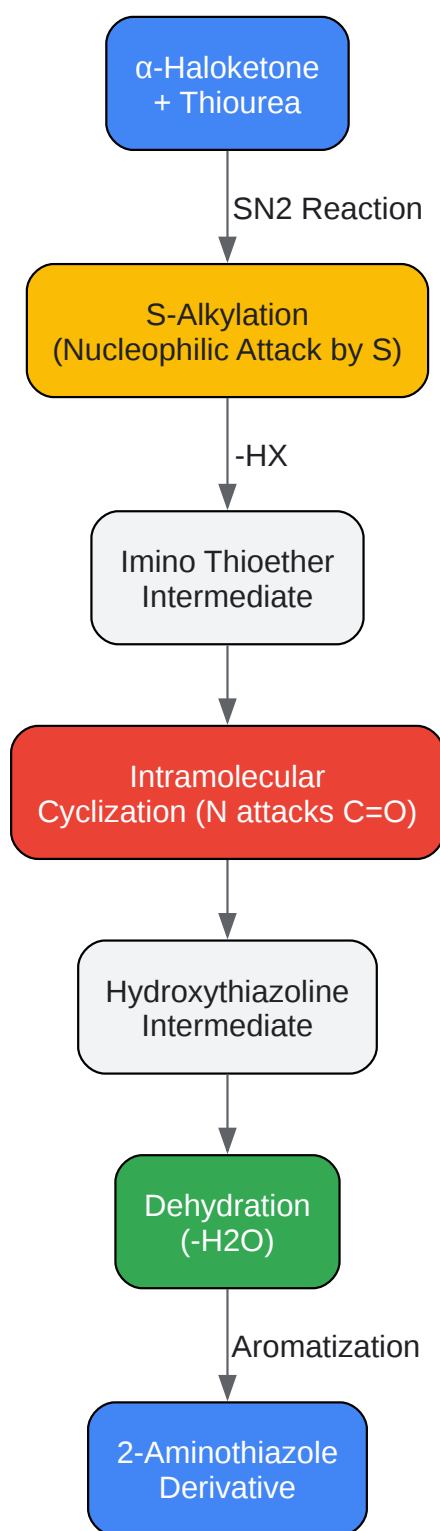 α-Haloketone
+ Thiourea
SN2 Reaction
S-Alkylation
(Nucleophilic Attack by S)
-HX
Imino Thioether
Intermediate
Intramolecular
Cyclization (N attacks C=O)
Hydroxythiazoline
Intermediate
Dehydration
(-H2O)
Aromatization
2-Aminothiazole
Derivative